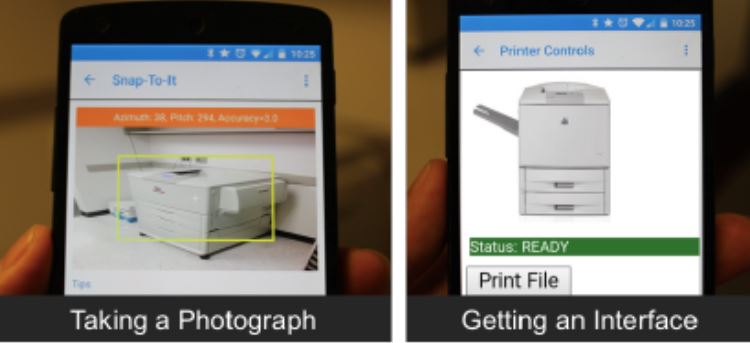 10:25
Snap-To-It
Azimuth: 38, Pitch: 294, Accuracy=3.0
Tips
Taking a Photograph
10:25
Printer Controls
Status: READY
Print File
Getting an Interface